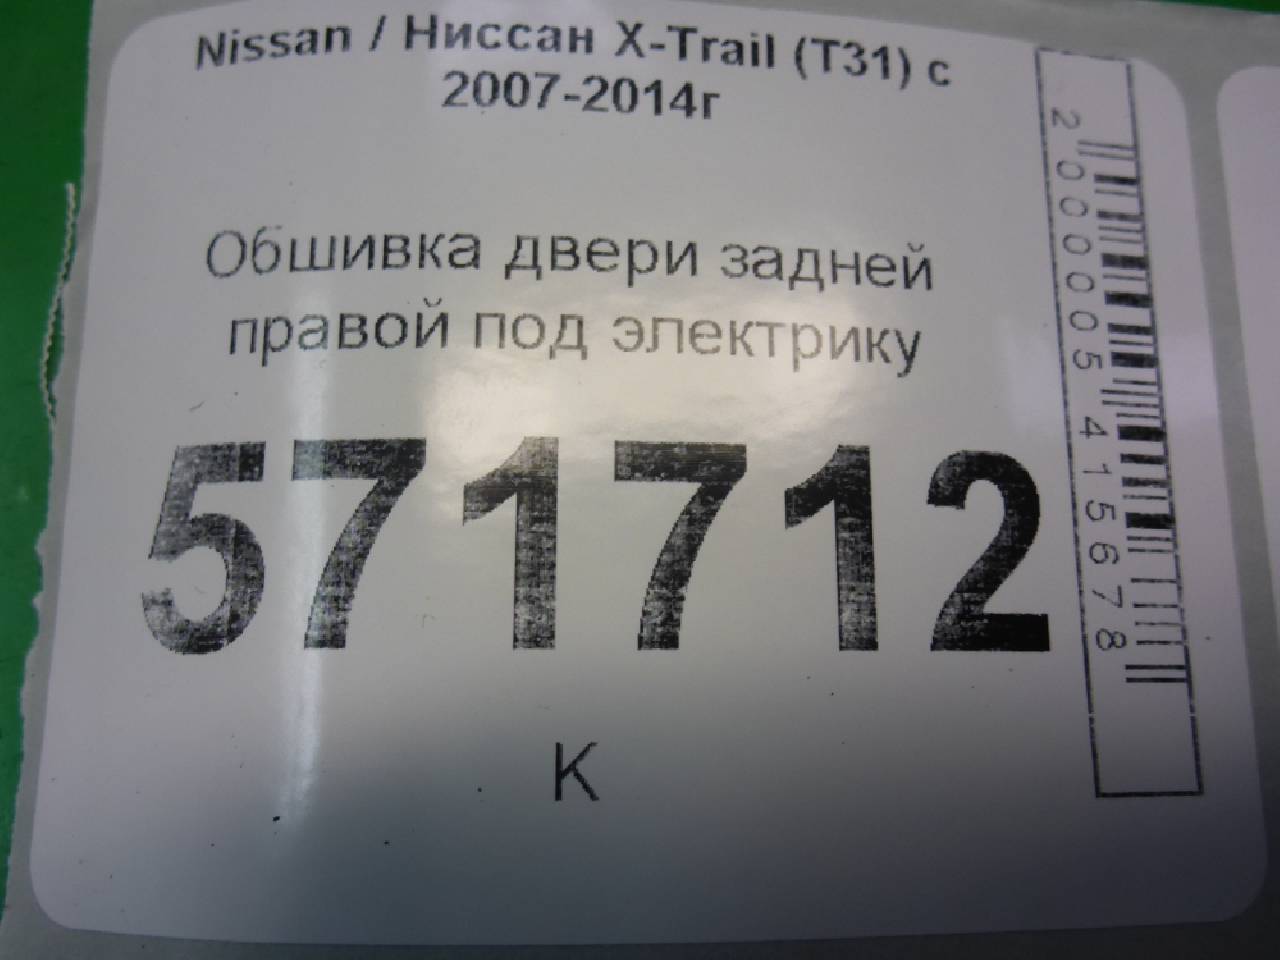 Nissan / Ниссан X-Trail (T31) с
2007-2014г
Обшивка двери задней
правой под электрику
571712
К
2000005415678